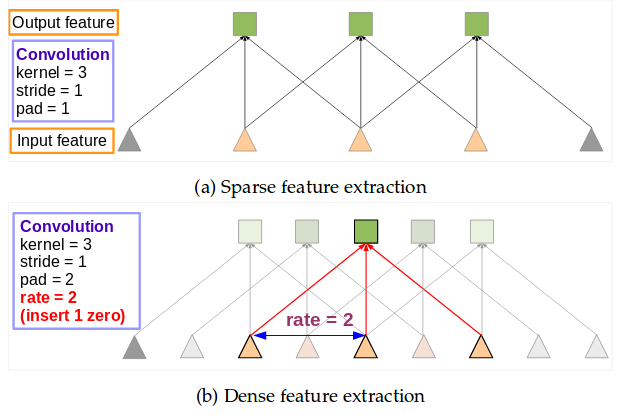 Output feature
Convolution
kernel = 3
stride = 1
pad = 1
Input feature
(a) Sparse feature extraction
Convolution
kernel = 3
stride = 1
pad = 2
rate = 2
(insert 1 zero)
rate = 2
(b) Dense feature extraction